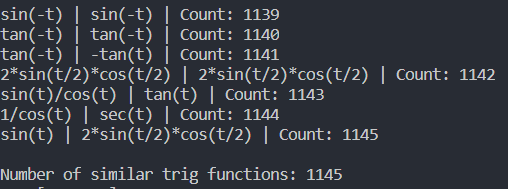 sin(-t) | sin(-t) | Count: 1139
tan(-t) | tan(-t) | Count: 1140
tan(-t) | -tan(t) | Count: 1141
2*sin(t/2)*cos(t/2) | 2*sin(t/2)*cos(t/2) | Count: 1142
sin(t)/cos(t) | tan(t) | Count: 1143
1/cos(t) | sec(t) | Count: 1144
sin(t) | 2*sin(t/2)*cos(t/2) | Count: 1145
Number of similar trig functions: 1145